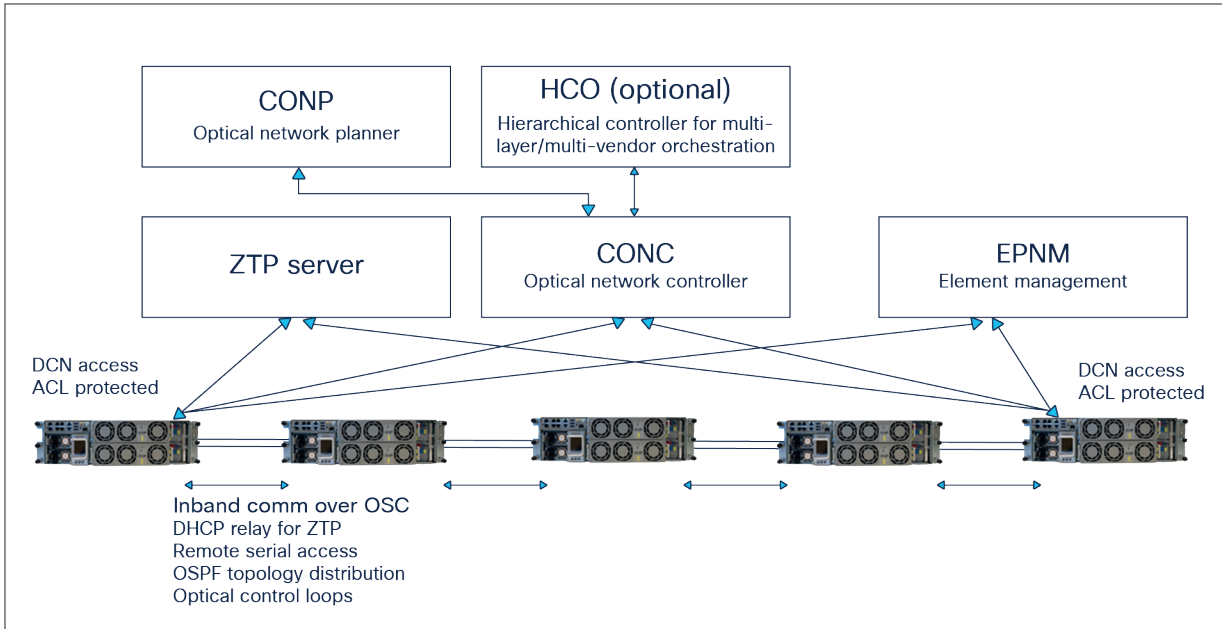 CONP
Optical network planner
HCO (optional)
Hierarchical controller for multi-
layer/multi-vendor orchestration
ZTP server
CONC
Optical network controller
EPNM
Element management
DCN access
ACL protected
DCN access
ACL protected
Inband comm over OSC
DHCP relay for ZTP
Remote serial access
OSPF topology distribution
Optical control loops